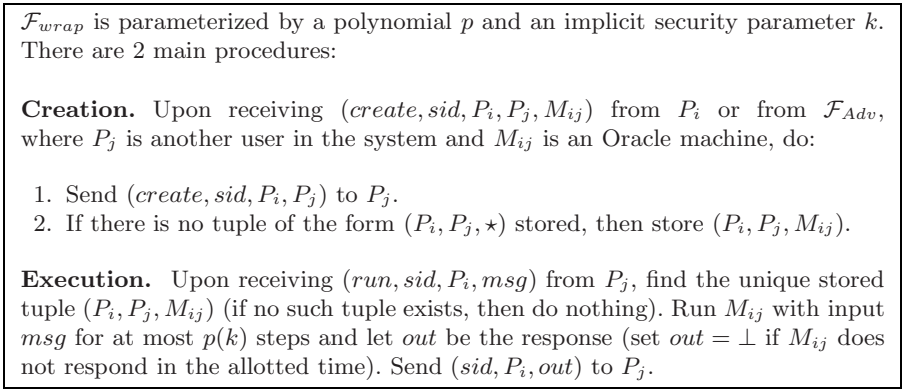 ℱ_wrap is parameterized by a polynomial p and an implicit security parameter k.
There are 2 main procedures:
Creation. Upon receiving (create, sid, P_i, P_j, M_ij) from P_i or from ℱ_Adv,
where P_j is another user in the system and M_ij is an Oracle machine, do:
1. Send (create, sid, P_i, P_j) to P_j.
2. If there is no tuple of the form (P_i, P_j, ⋆) stored, then store (P_i, P_j, M_ij).
Execution. Upon receiving (run, sid, P_i, msg) from P_j, find the unique stored
tuple (P_i, P_j, M_ij) (if no such tuple exists, then do nothing). Run M_ij with input
msg for at most p(k) steps and let out be the response (set out = ⊥ if M_ij does
not respond in the allotted time). Send (sid, P_i, out) to P_j.